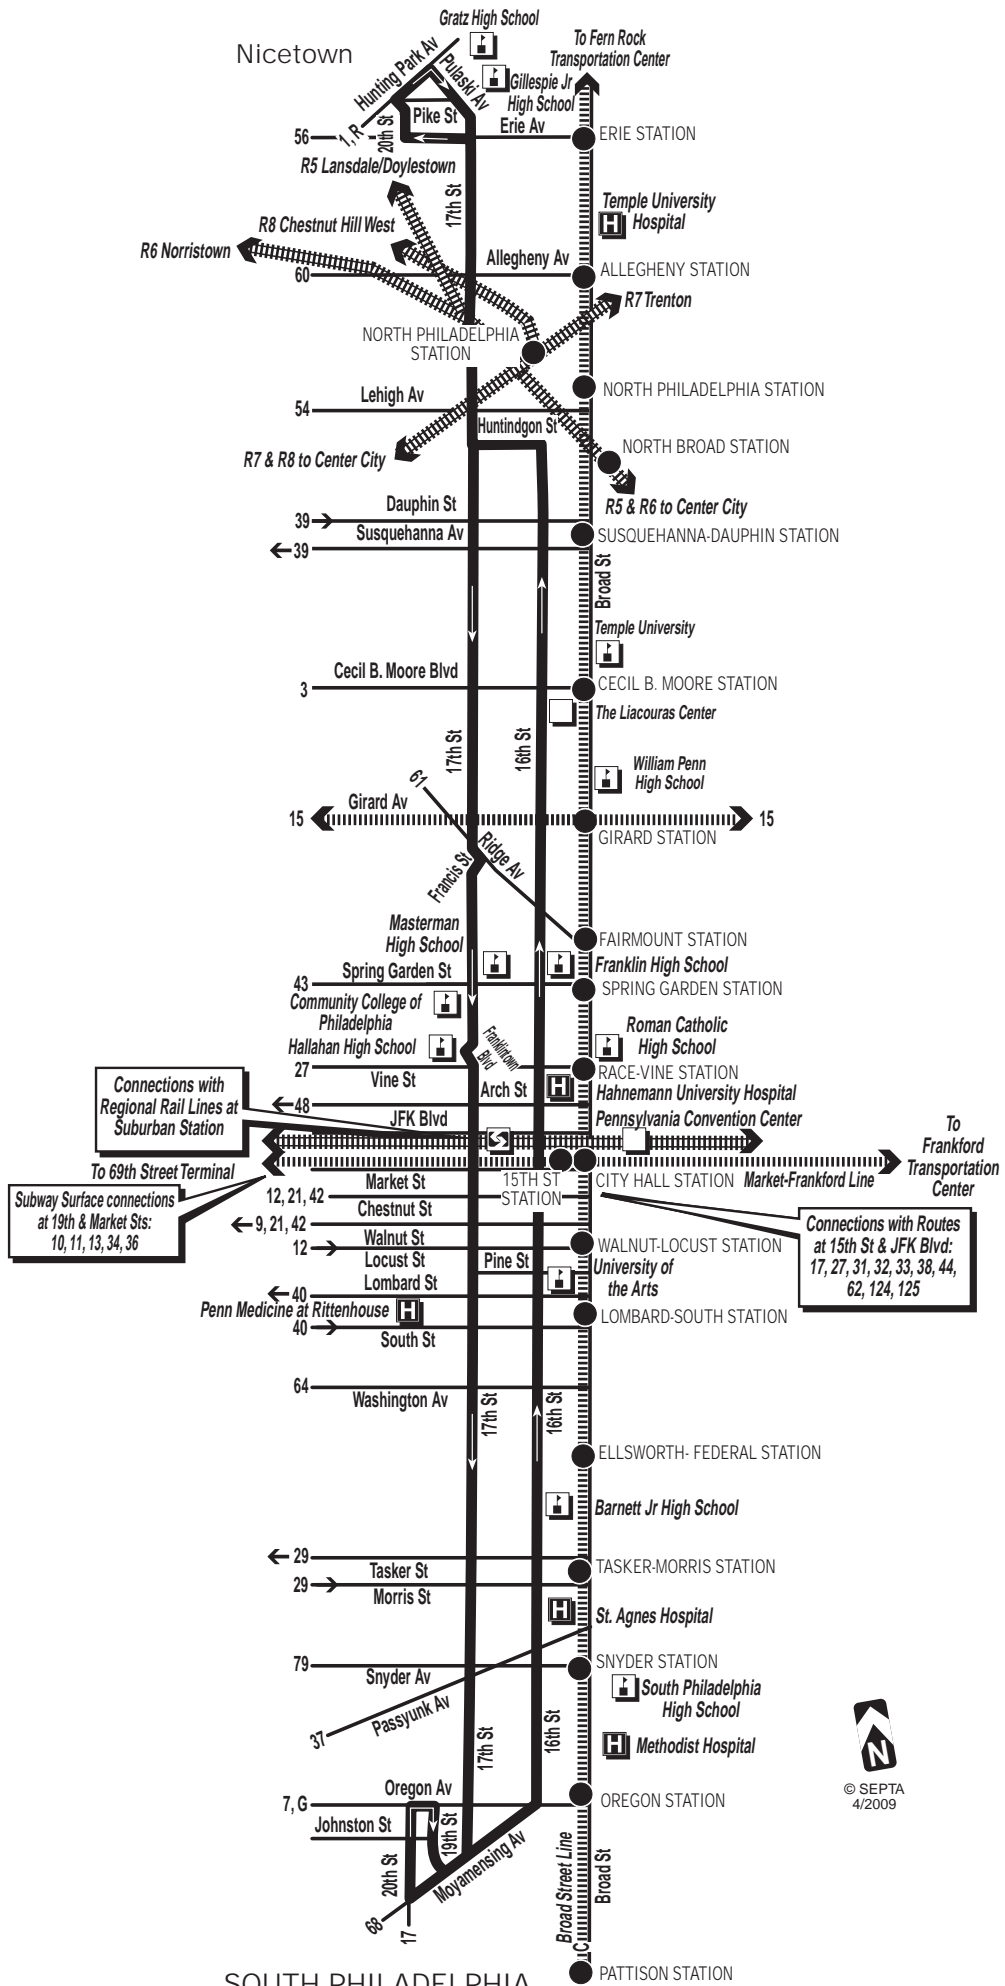 Gratz High School
Nicetown
To Fern Rock
Transportation Center
Hunting Park Av
Pulaski Av
Gillespie Jr
High School
1, R
20th St
Pike St
Erie Av
56
ERIE STATION
R5 Lansdale/Doylestown
17th St
Temple University
Hospital
R8 Chestnut Hill West
R6 Norristown
Allegheny Av
60
ALLEGHENY STATION
R7 Trenton
NORTH PHILADELPHIA
STATION
Lehigh Av
NORTH PHILADELPHIA STATION
54
Huntindgon St
NORTH BROAD STATION
R7 & R8 to Center City
R5 & R6 to Center City
Dauphin St
39
Susquehanna Av
SUSQUEHANNA-DAUPHIN STATION
39
Broad St
Temple University
Cecil B. Moore Blvd
3
CECIL B. MOORE STATION
The Liacouras Center
17th St
16th St
William Penn
High School
61
Girard Av
15
15
GIRARD STATION
Ridge Av
Francis St
Masterman
High School
FAIRMOUNT STATION
Franklin High School
Spring Garden St
43
SPRING GARDEN STATION
Community College of
Philadelphia
Roman Catholic
High School
Hallahan High School
Franklintown
Blvd
27
Vine St
RACE-VINE STATION
Connections with
Regional Rail Lines at
Suburban Station
Arch St
Hahnemann University Hospital
48
JFK Blvd
Pennsylvania Convention Center
To
Frankford
Transportation
Center
To 69th Street Terminal
Market St
15TH ST
STATION
CITY HALL STATION
Market-Frankford Line
Subway Surface connections
at 19th & Market Sts:
10, 11, 13, 34, 36
12, 21, 42
Chestnut St
9, 21, 42
Connections with Routes
at 15th St & JFK Blvd:
17, 27, 31, 32, 33, 38, 44,
62, 124, 125
Walnut St
12
WALNUT-LOCUST STATION
Locust St
Pine St
University of
the Arts
Lombard St
40
Penn Medicine at Rittenhouse
40
South St
LOMBARD-SOUTH STATION
64
Washington Av
17th St
16th St
ELLSWORTH- FEDERAL STATION
Barnett Jr High School
29
Tasker St
TASKER-MORRIS STATION
29
Morris St
St. Agnes Hospital
79
Snyder Av
SNYDER STATION
South Philadelphia
High School
37
Passyunk Av
17th St
16th St
Methodist Hospital
N
© SEPTA
4/2009
Oregon Av
7, G
OREGON STATION
Johnston St
19th St
20th St
Moyamensing Av
Broad Street Line
Broad St
68
17
C
PATTISON STATION
SOUTH PHILADELPHIA